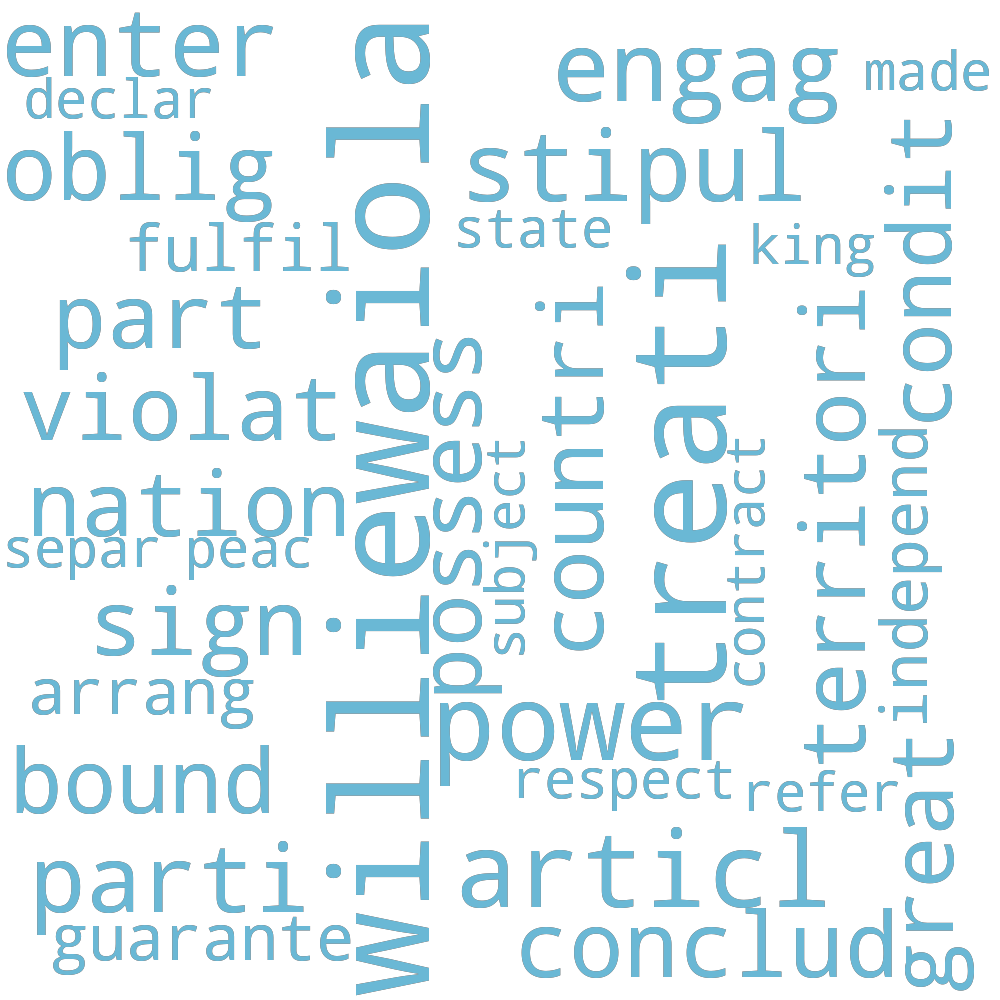 enter
engag
made
declar
oblig
stipul
fulfil
state
king
part
violat
nation
separ
peac
sign
arrang
bound
parti
guarante
williewaiola
possess
subject
countri
treati
contract
territori
condit
independ
great
power
respect
refer
articl
conclud